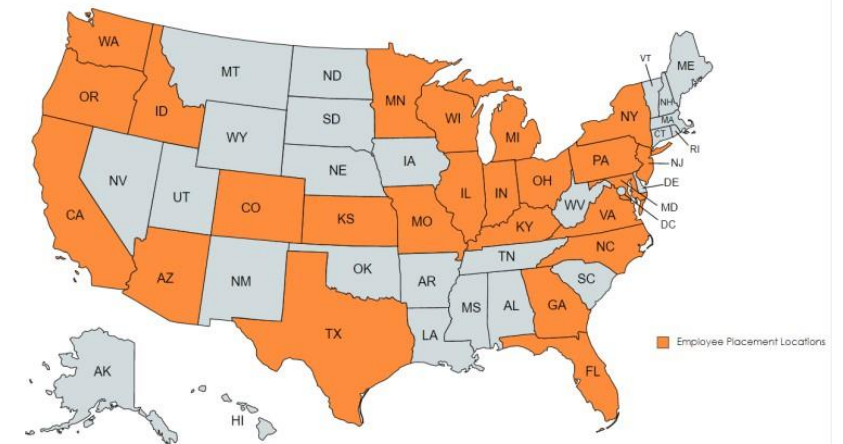 WA
MT
ND
MN
VT
ME
OR
ID
SD
WI
MI
NY
NH
MA
CT
RI
WY
IA
NE
PA
NJ
NV
UT
CO
KS
MO
IL
IN
OH
WV
VA
DE
MD
DC
CA
KY
NC
AZ
NM
OK
AR
TN
SC
TX
LA
MS
AL
GA
FL
AK
HI
Employee Placement Locations